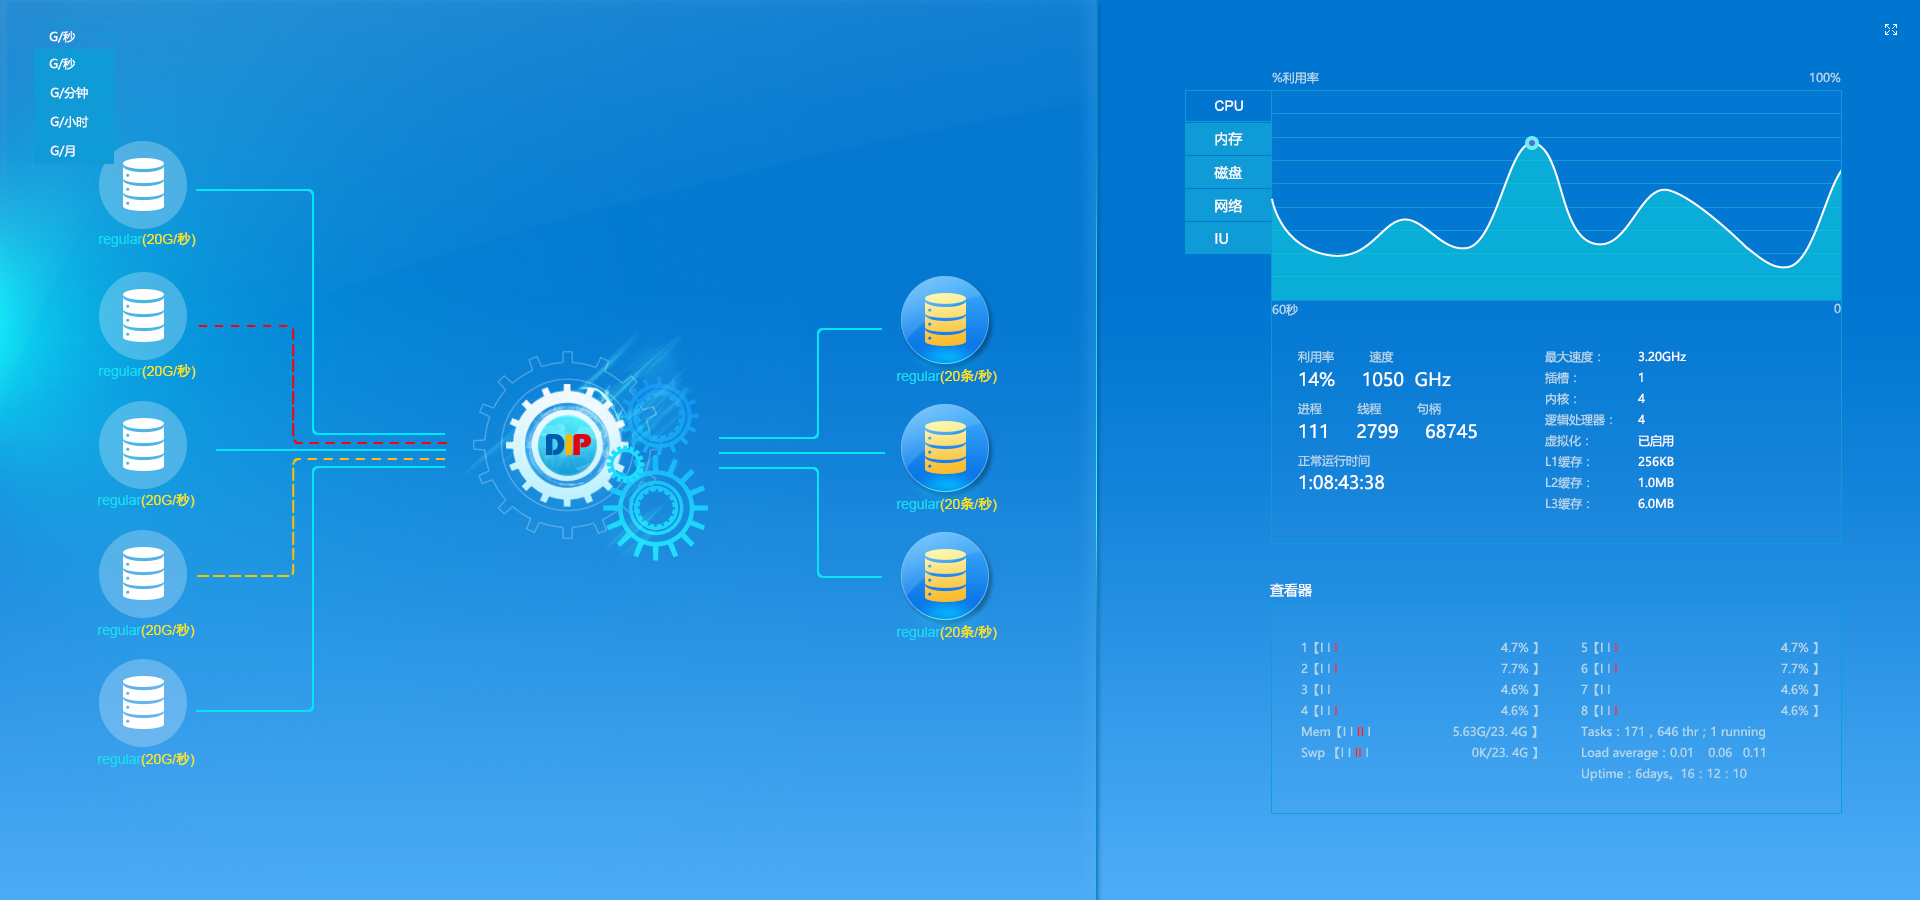 G/秒
G/秒
G/分钟
G/小时
G/月
regular(20G/秒)
regular(20G/秒)
regular(20G/秒)
regular(20G/秒)
regular(20G/秒)
DIP
regular(20条/秒)
regular(20条/秒)
regular(20条/秒)
%利用率 100%
CPU
内存
磁盘
网络
IU
60秒 0
利用率 速度
14% 1050 GHz
进程 线程 句柄
111 2799 68745
正常运行时间
1:08:43:38
最大速度： 3.20GHz
插槽： 1
内核： 4
逻辑处理器： 4
虚拟化： 已启用
L1缓存： 256KB
L2缓存： 1.0MB
L3缓存： 6.0MB
查看器
1【| | | 4.7% 】
2【| | | 7.7% 】
3【| | 4.6% 】
4【| | | 4.6% 】
Mem【| | || | 5.63G/23. 4G 】
Swp 【| | || | 0K/23. 4G 】
5【| | | 4.7% 】
6【| | | 7.7% 】
7【| | 4.6% 】
8【| | | 4.6% 】
Tasks : 171 , 646 thr ; 1 running
Load average : 0.01 0.06 0.11
Uptime : 6days。16 : 12 : 10